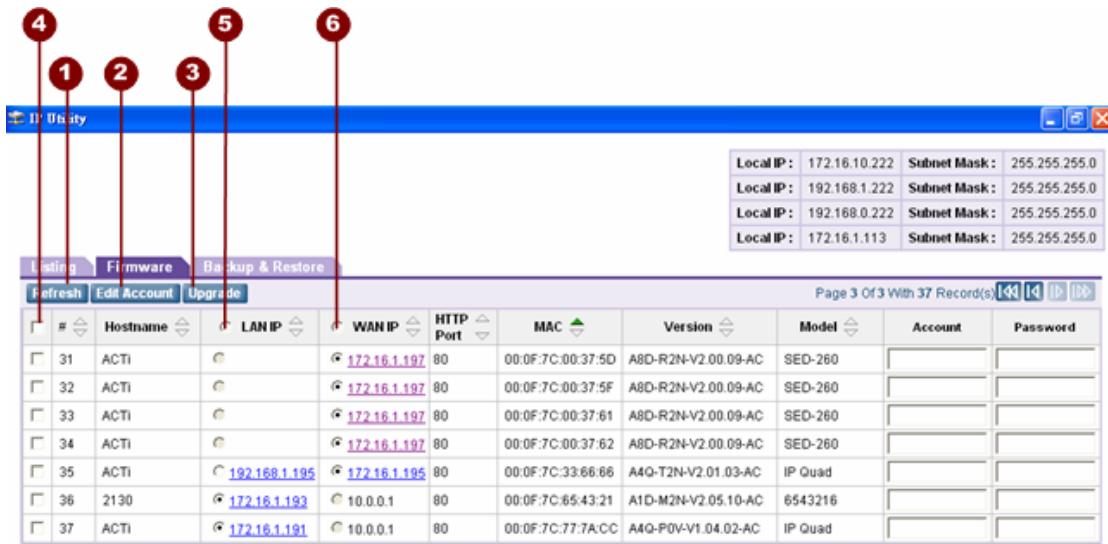 4 5 6
1 2 3
IP Utility
Local IP : 172.16.10.222 Subnet Mask : 255.255.255.0
Local IP : 192.168.1.222 Subnet Mask : 255.255.255.0
Local IP : 192.168.0.222 Subnet Mask : 255.255.255.0
Local IP : 172.16.1.113 Subnet Mask : 255.255.255.0
Listing Firmware Backup & Restore
Refresh Edit Account Upgrade Page 3 Of 3 With 37 Record(s)
# Hostname LAN IP WAN IP HTTP Port MAC Version Model Account Password
31 ACTi 172.16.1.197 80 00:0F:7C:00:37:5D A8D-R2N-V2.00.09-AC SED-260
32 ACTi 172.16.1.197 80 00:0F:7C:00:37:5F A8D-R2N-V2.00.09-AC SED-260
33 ACTi 172.16.1.197 80 00:0F:7C:00:37:61 A8D-R2N-V2.00.09-AC SED-260
34 ACTi 172.16.1.197 80 00:0F:7C:00:37:62 A8D-R2N-V2.00.09-AC SED-260
35 ACTi 192.168.1.195 172.16.1.195 80 00:0F:7C:33:66:66 A4Q-T2N-V2.01.03-AC IP Quad
36 2130 172.16.1.193 10.0.0.1 80 00:0F:7C:65:43:21 A1D-M2N-V2.05.10-AC 6543216
37 ACTi 172.16.1.191 10.0.0.1 80 00:0F:7C:77:7A:CC A4Q-P0V-V1.04.02-AC IP Quad